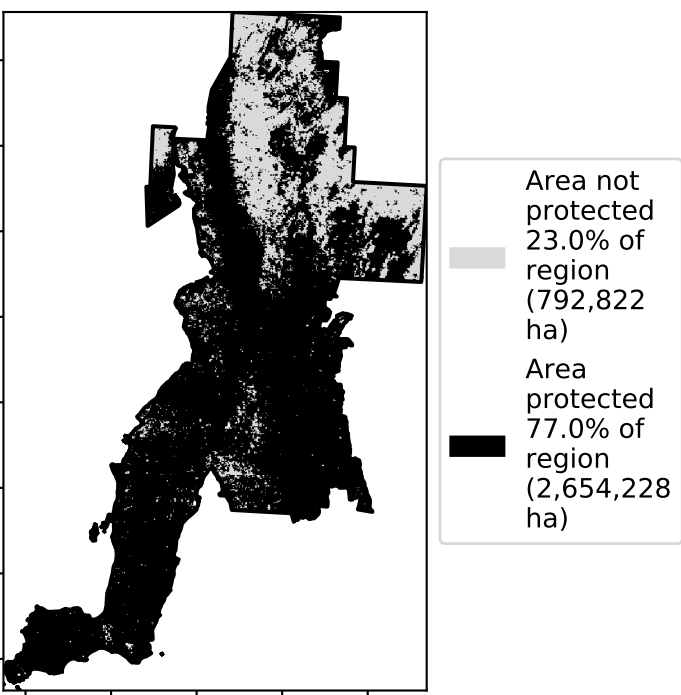 Area not
protected
23.0% of
region
(792,822
ha)
Area
protected
77.0% of
region
(2,654,228
ha)